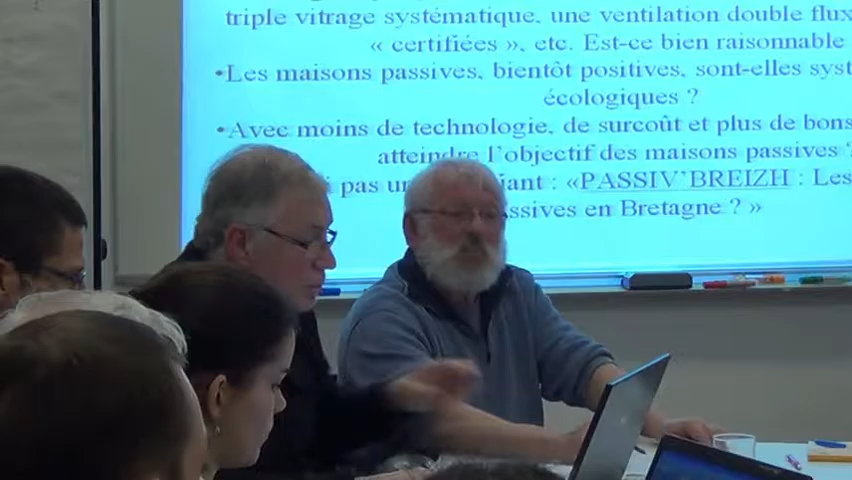 triple vitrage systématique, une ventilation double flux
« certifiées », etc. Est-ce bien raisonnable
•Les maisons passives, bientôt positives, sont-elles
écologiques ?
•Avec moins de technologie, de surcoût et plus de bons
atteindre l'objectif des maisons passives ?
pas un : «PASSIV'BREIZH : Les
en Bretagne ? »